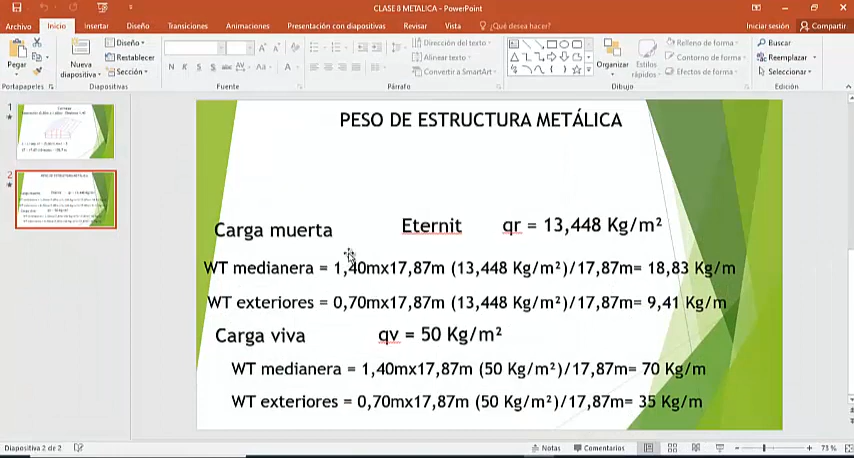 CLASE 8 METALICA - PowerPoint
Archivo Inicio Insertar Diseño Transiciones Animaciones Presentación con diapositivas Revisar Vista ¿Qué desea hacer? Iniciar sesión Compartir
Pegar
Nueva diapositiva
Diseño
Restablecer
Sección
N K S S abc AV Aa A
Dirección del texto
Alinear texto
Convertir a SmartArt
Organizar
Estilos rápidos
Relleno de forma
Contorno de forma
Efectos de forma
Buscar
Reemplazar
Seleccionar
Portapapeles Diapositivas Fuente Párrafo Dibujo Edición
1
2
PESO DE ESTRUCTURA METÁLICA
Carga muerta Eternit qr = 13,448 Kg/m²
WT medianera = 1,40mx17,87m (13,448 Kg/m²)/17,87m= 18,83 Kg/m
WT exteriores = 0,70mx17,87m (13,448 Kg/m²)/17,87m= 9,41 Kg/m
Carga viva qv = 50 Kg/m²
WT medianera = 1,40mx17,87m (50 Kg/m²)/17,87m= 70 Kg/m
WT exteriores = 0,70mx17,87m (50 Kg/m²)/17,87m= 35 Kg/m
Diapositiva 2 de 2 Notas Comentarios 73 %